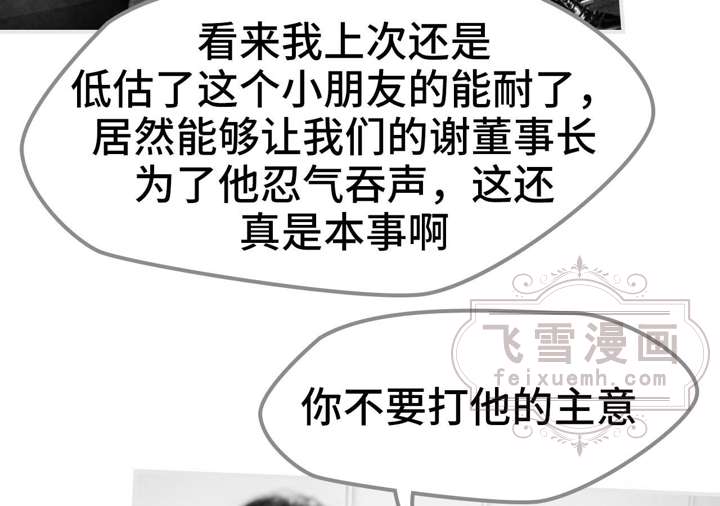 看来我上次还是
低估了这个小朋友的能耐了，
居然能够让我们的谢董事长
为了他忍气吞声，这还
真是本事啊
飞雪漫画
feixuemh.com
你不要打他的主意